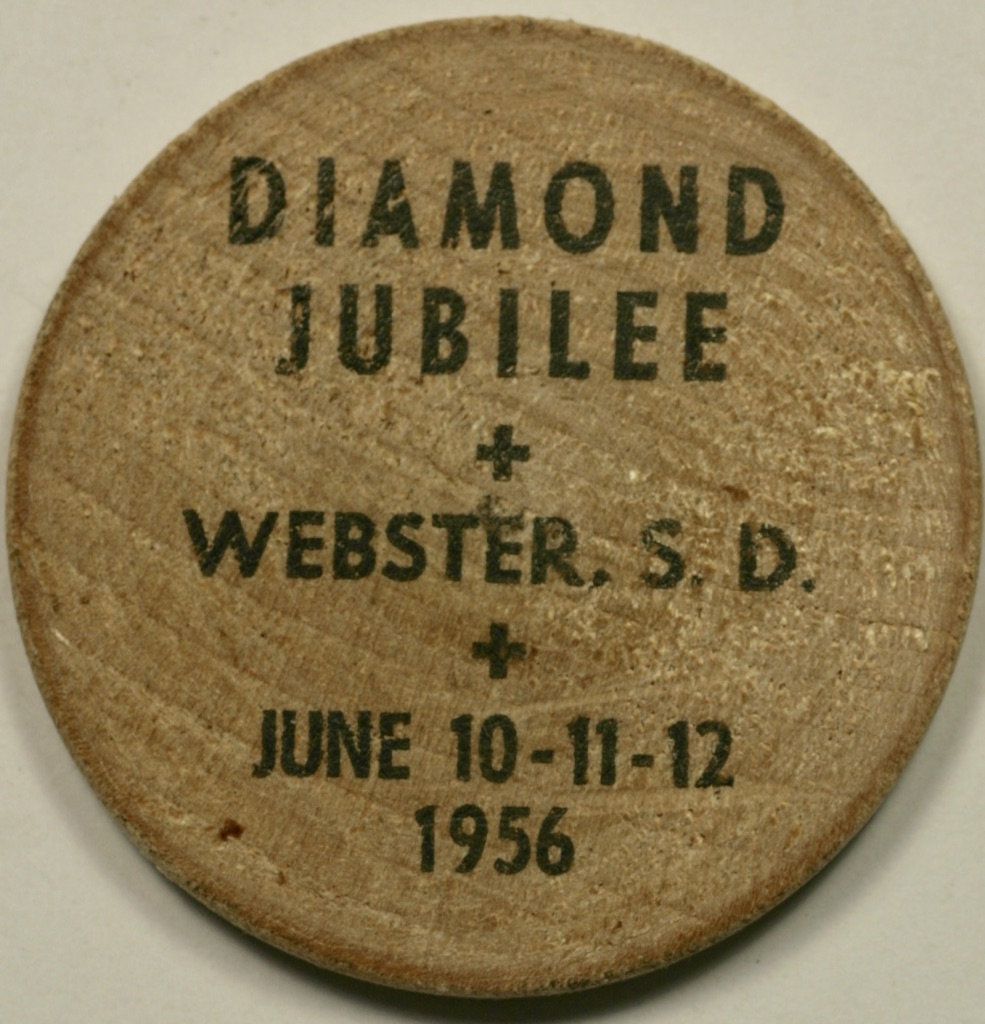 DIAMOND
JUBILEE
+
WEBSTER, S. D.
+
JUNE 10-11-12
1956